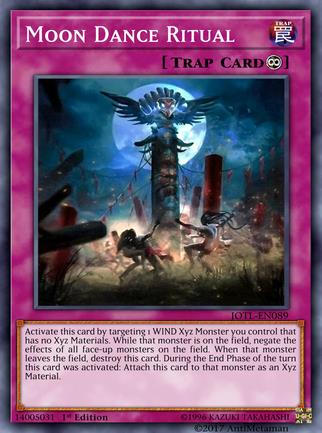 Moon Dance Ritual
TRAP
罠
[Trap Card]
JOTL-EN089
Activate this card by targeting 1 WIND Xyz Monster you control that
has no Xyz Materials. While that monster is on the field, negate the
effects of all face-up monsters on the field. When that monster
leaves the field, destroy this card. During the End Phase of the turn
this card was activated: Attach this card to that monster as an Xyz
Material.
14005031 1st Edition ©1996 KAZUKI TAKAHASHI
©2017 AntiMetaman